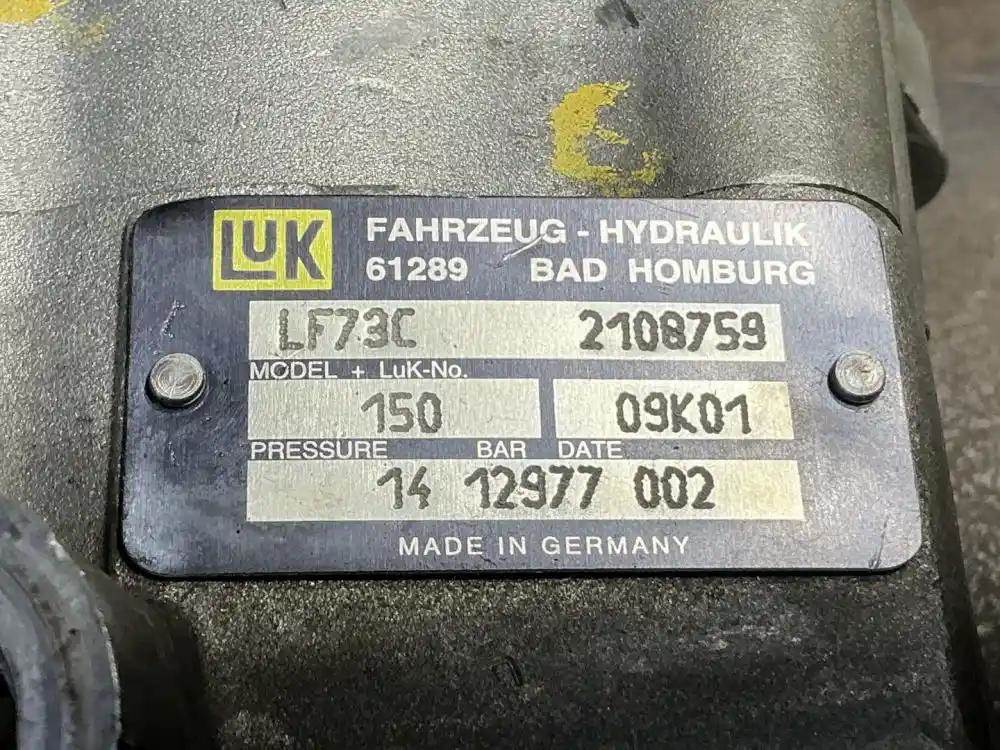 LuK FAHRZEUG - HYDRAULIK
61289 BAD HOMBURG
LF73C 2108759
MODEL + LuK-No.
150 09K01
PRESSURE BAR DATE
14 12977 002
MADE IN GERMANY